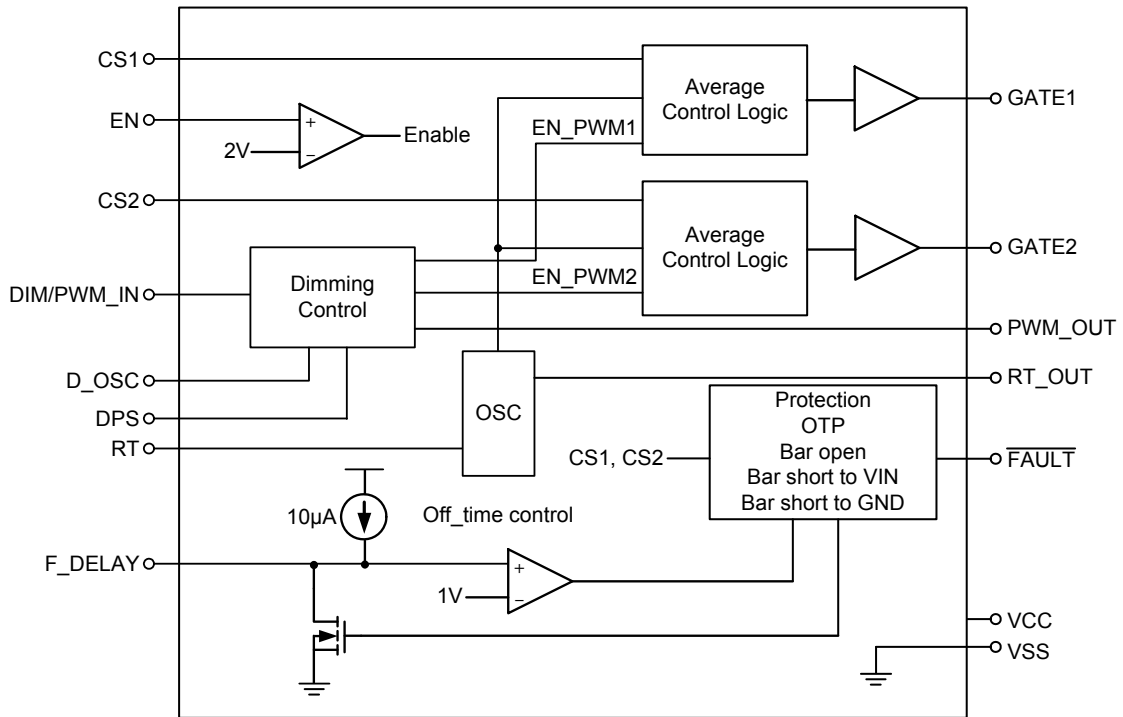 CS1
EN
+
2V
−
Enable
CS2
DIM/PWM_IN
Dimming
Control
D_OSC
DPS
RT
EN_PWM1
EN_PWM2
Average
Control Logic
Average
Control Logic
GATE1
GATE2
PWM_OUT
OSC
RT_OUT
Protection
OTP
Bar open
Bar short to VIN
Bar short to GND
CS1, CS2
FAULT
10µA
Off_time control
F_DELAY
+
1V
−
VCC
VSS